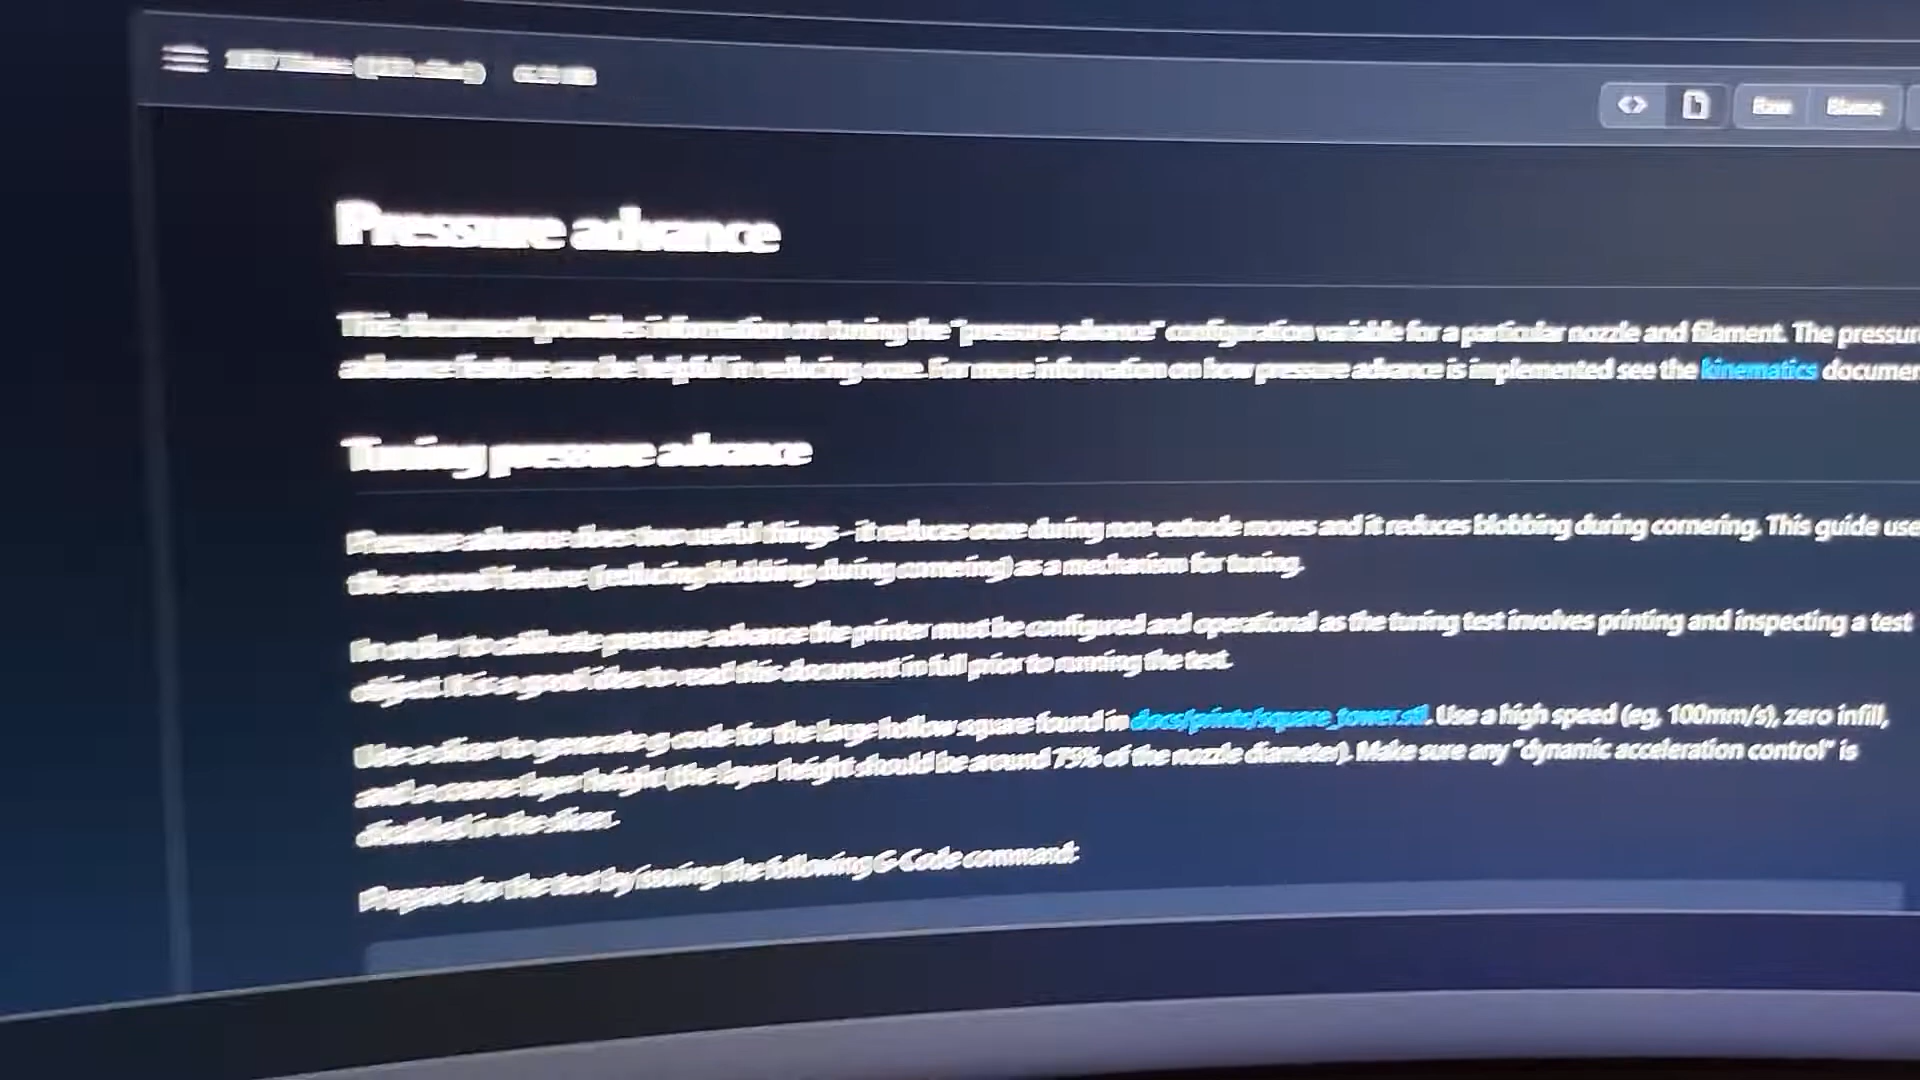 Raw Blame
Pressure advance
This document provides information on tuning the "pressure advance" configuration variable for a particular nozzle and filament. The pressure
advance feature can be helpful in reducing ooze. For more information on how pressure advance is implemented see the kinematics documen
Tuning pressure advance
Pressure advance does two useful things - it reduces ooze during non-extrude moves and it reduces blobbing during cornering. This guide use
the second feature (reducing blobbing during cornering) as a mechanism for tuning.
In order to calibrate pressure advance the printer must be configured and operational as the tuning test involves printing and inspecting a test
object. It is a good idea to read this document in full prior to running the test.
Use a slicer to generate g-code for the large hollow square found in docs/prints/square_tower.stl. Use a high speed (eg, 100mm/s), zero infill,
and a coarse layer height (the layer height should be around 75% of the nozzle diameter). Make sure any "dynamic acceleration control" is
disabled in the slicer.
Prepare for the test by issuing the following G-Code command: